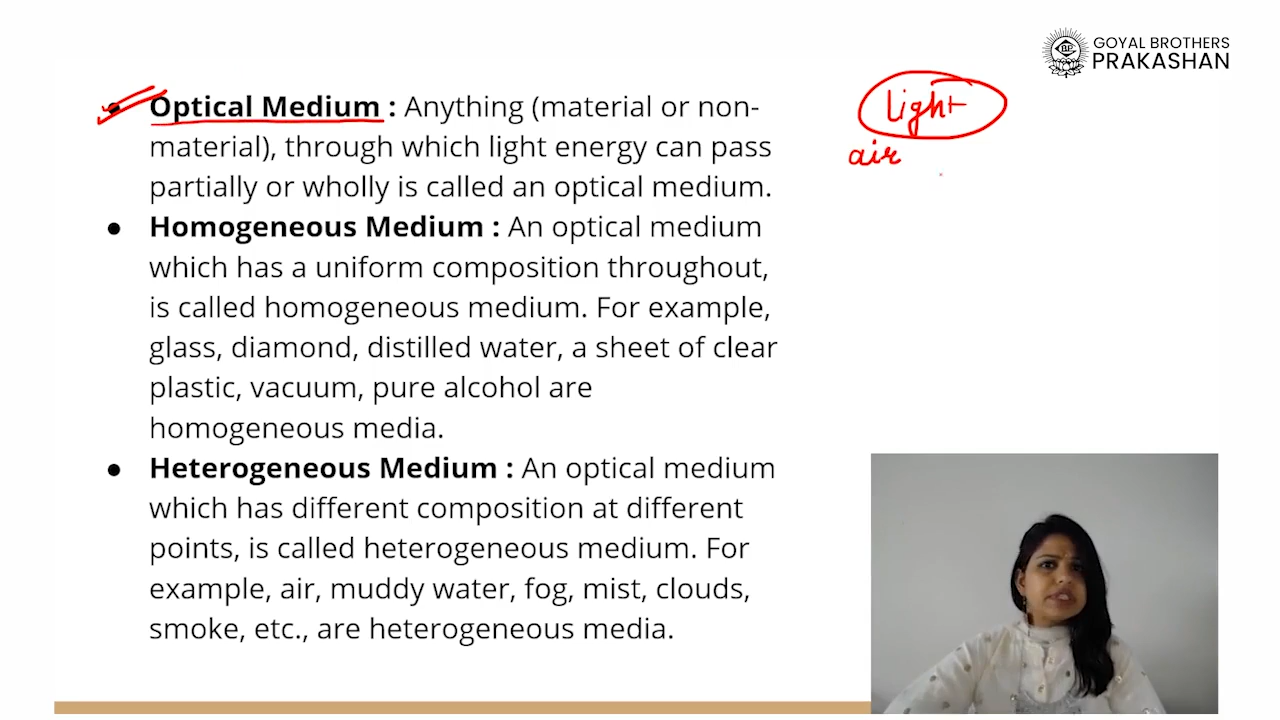 GOYAL BROTHERS
PRAKASHAN
● Optical Medium : Anything (material or non-
material), through which light energy can pass
partially or wholly is called an optical medium.
● Homogeneous Medium : An optical medium
which has a uniform composition throughout,
is called homogeneous medium. For example,
glass, diamond, distilled water, a sheet of clear
plastic, vacuum, pure alcohol are
homogeneous media.
● Heterogeneous Medium : An optical medium
which has different composition at different
points, is called heterogeneous medium. For
example, air, muddy water, fog, mist, clouds,
smoke, etc., are heterogeneous media.
light
air